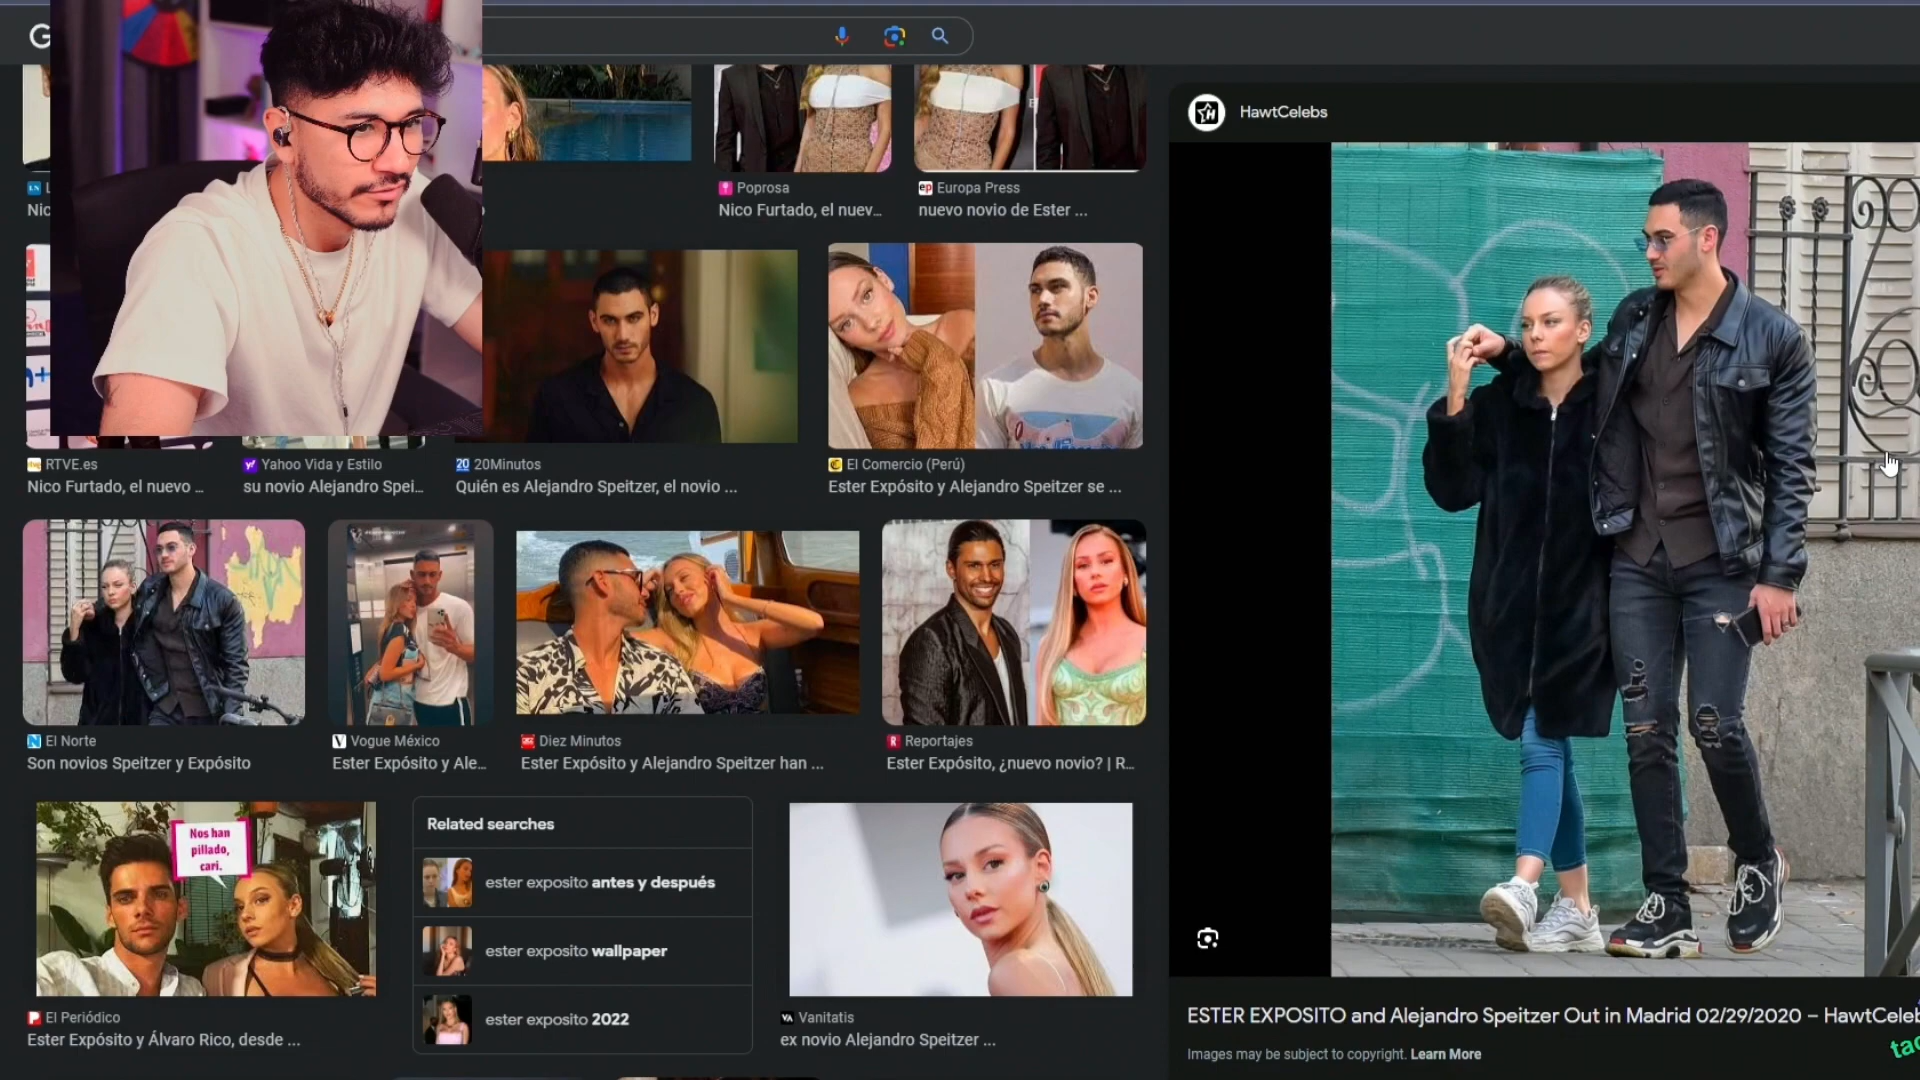 G
HawtCelebs
L
Nic
Poprosa
Nico Furtado, el nuev...
ep Europa Press
nuevo novio de Ester ...
RTVE.es
Nico Furtado, el nuevo ...
Yahoo Vida y Estilo
su novio Alejandro Spei...
20 20Minutos
Quién es Alejandro Speitzer, el novio ...
El Comercio (Perú)
Ester Expósito y Alejandro Speitzer se ...
El Norte
Son novios Speitzer y Expósito
Vogue México
Ester Expósito y Ale...
Diez Minutos
Ester Expósito y Alejandro Speitzer han ...
Reportajes
Ester Expósito, ¿nuevo novio? | R...
Nos han
pillado,
cari.
El Periódico
Ester Expósito y Álvaro Rico, desde ...
Related searches
ester exposito antes y después
ester exposito wallpaper
ester exposito 2022
VA Vanitatis
ex novio Alejandro Speitzer ...
ESTER EXPOSITO and Alejandro Speitzer Out in Madrid 02/29/2020 – HawtCeleb
Images may be subject to copyright. Learn More